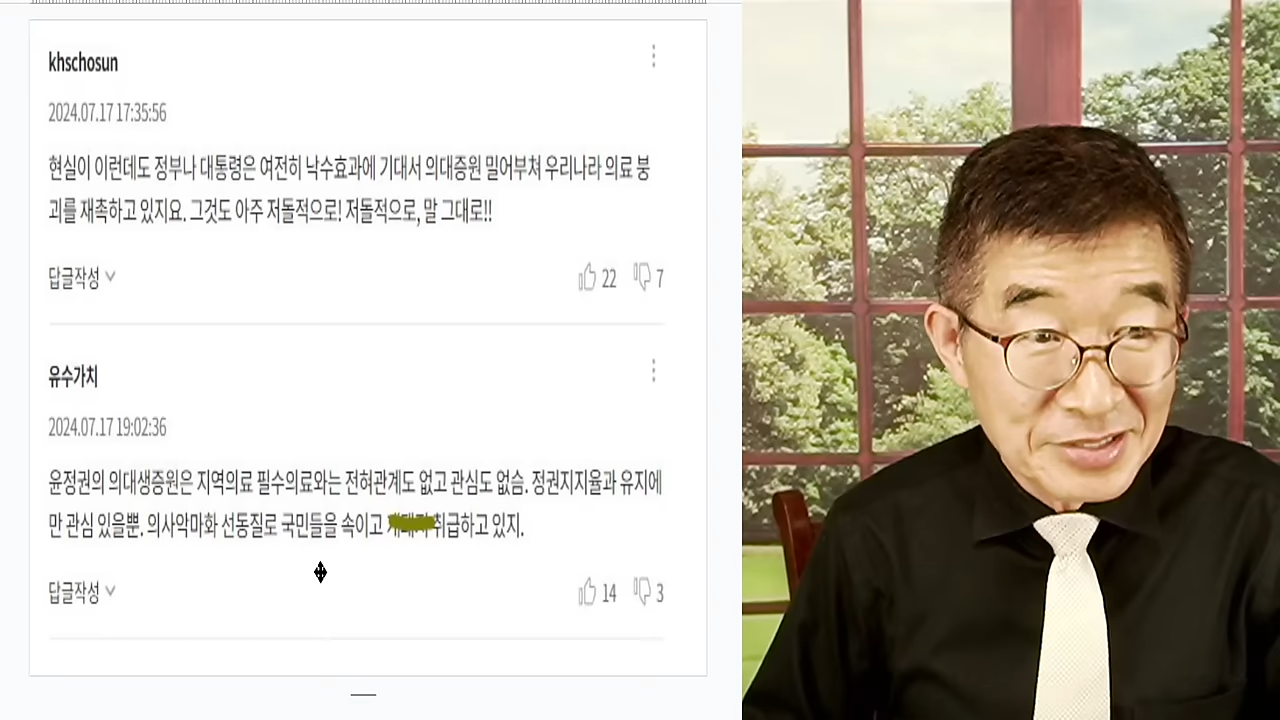 khschosun
2024.07.17 17:35:56
현실이 이런데도 정부나 대통령은 여전히 낙수효과에 기대서 의대증원 밀어부쳐 우리나라 의료 붕
괴를 재촉하고 있지요. 그것도 아주 저돌적으로! 저돌적으로, 말 그대로!!
답글작성 22 7
유수가치
2024.07.17 19:02:36
윤정권의 의대생증원은 지역의료 필수의료와는 전혀관계도 없고 관심도 없슴. 정권지지율과 유지에
만 관심 있을뿐. 의사악마화 선동질로 국민들을 속이고 취급하고 있지.
답글작성 14 3